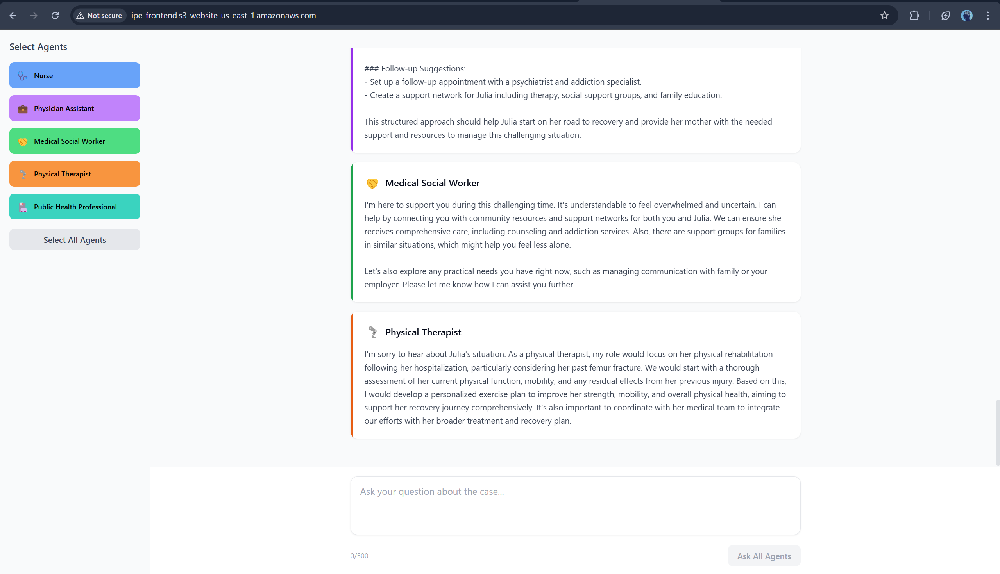 Not secure
ipe-frontend.s3-website-us-east-1.amazonaws.com
Select Agents
Nurse
Physician Assistant
Medical Social Worker
Physical Therapist
Public Health Professional
Select All Agents
### Follow-up Suggestions:
- Set up a follow-up appointment with a psychiatrist and addiction specialist.
- Create a support network for Julia including therapy, social support groups, and family education.
This structured approach should help Julia start on her road to recovery and provide her mother with the needed
support and resources to manage this challenging situation.
Medical Social Worker
I'm here to support you during this challenging time. It's understandable to feel overwhelmed and uncertain. I can
help by connecting you with community resources and support networks for both you and Julia. We can ensure she
receives comprehensive care, including counseling and addiction services. Also, there are support groups for families
in similar situations, which might help you feel less alone.
Let's also explore any practical needs you have right now, such as managing communication with family or your
employer. Please let me know how I can assist you further.
Physical Therapist
I'm sorry to hear about Julia's situation. As a physical therapist, my role would focus on her physical rehabilitation
following her hospitalization, particularly considering her past femur fracture. We would start with a thorough
assessment of her current physical function, mobility, and any residual effects from her previous injury. Based on this,
I would develop a personalized exercise plan to improve her strength, mobility, and overall physical health, aiming to
support her recovery journey comprehensively. It's also important to coordinate with her medical team to integrate
our efforts with her broader treatment and recovery plan.
Ask your question about the case...
0/500
Ask All Agents